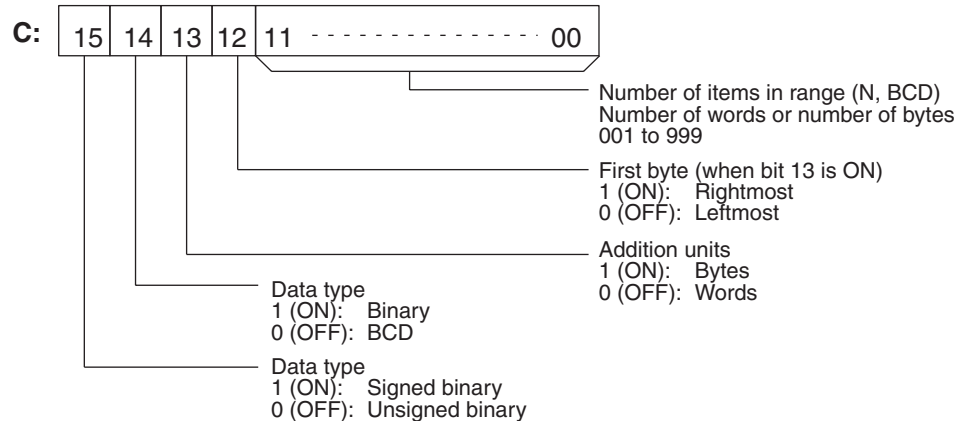 C: 15 14 13 12 11 00
Number of items in range (N, BCD)
Number of words or number of bytes
001 to 999
First byte (when bit 13 is ON)
1 (ON): Rightmost
0 (OFF): Leftmost
Addition units
1 (ON): Bytes
0 (OFF): Words
Data type
1 (ON): Binary
0 (OFF): BCD
Data type
1 (ON): Signed binary
0 (OFF): Unsigned binary